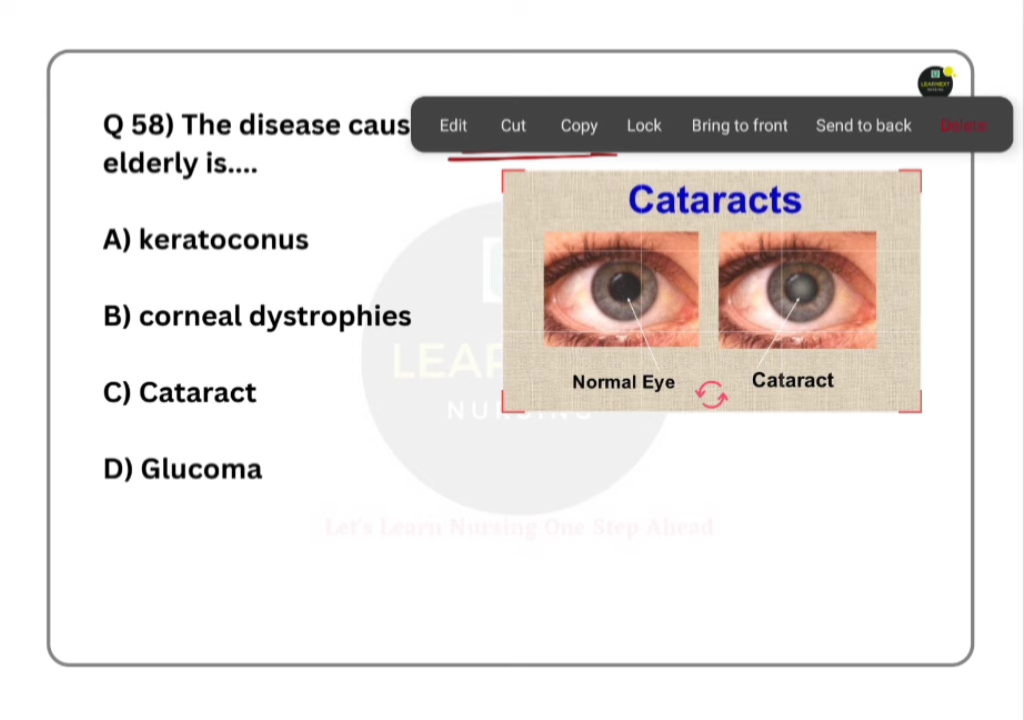 Q 58) The disease caus
elderly is....
A) keratoconus
B) corneal dystrophies
C) Cataract
D) Glucoma
Edit Cut Copy Lock Bring to front Send to back Delete
Cataracts
Normal Eye Cataract
Let's Learn Nursing One Step Ahead